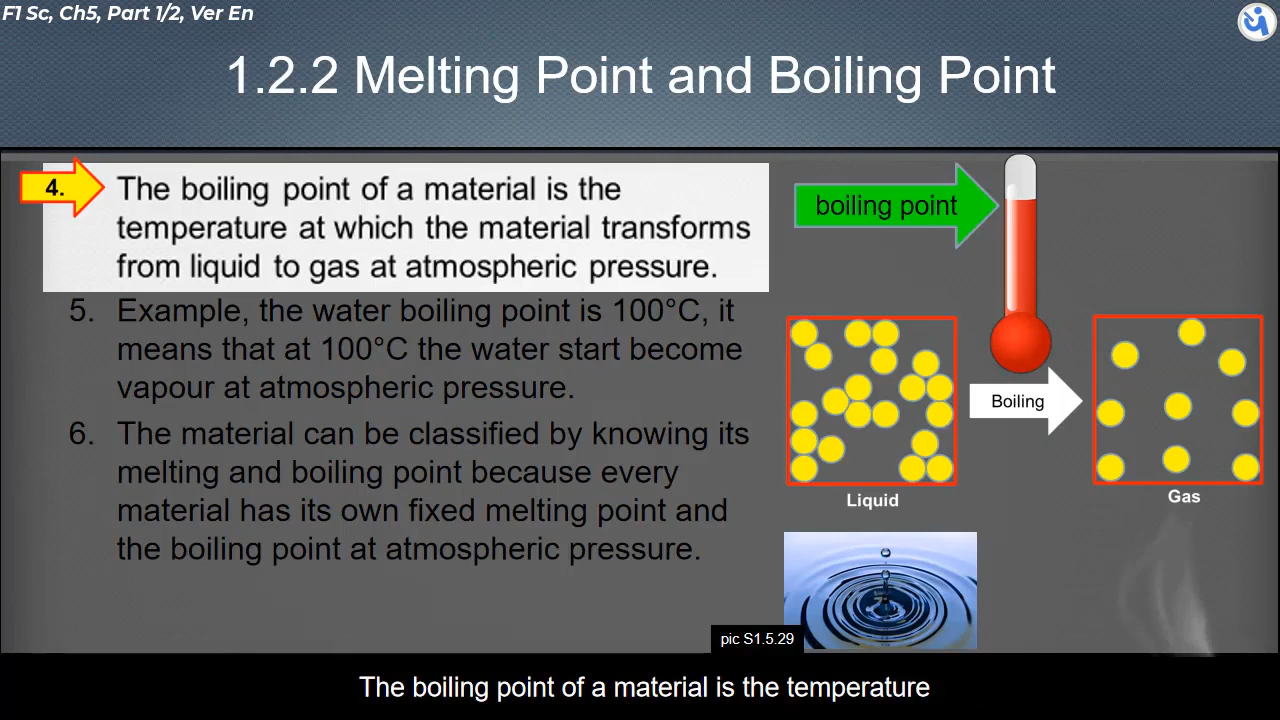 F1 Sc, Ch5, Part 1/2, Ver En
1.2.2 Melting Point and Boiling Point
4.
The boiling point of a material is the
temperature at which the material transforms
from liquid to gas at atmospheric pressure.
5. Example, the water boiling point is 100°C, it
means that at 100°C the water start become
vapour at atmospheric pressure.
6. The material can be classified by knowing its
melting and boiling point because every
material has its own fixed melting point and
the boiling point at atmospheric pressure.
boiling point
Boiling
Liquid
Gas
pic S1.5.29
The boiling point of a material is the temperature